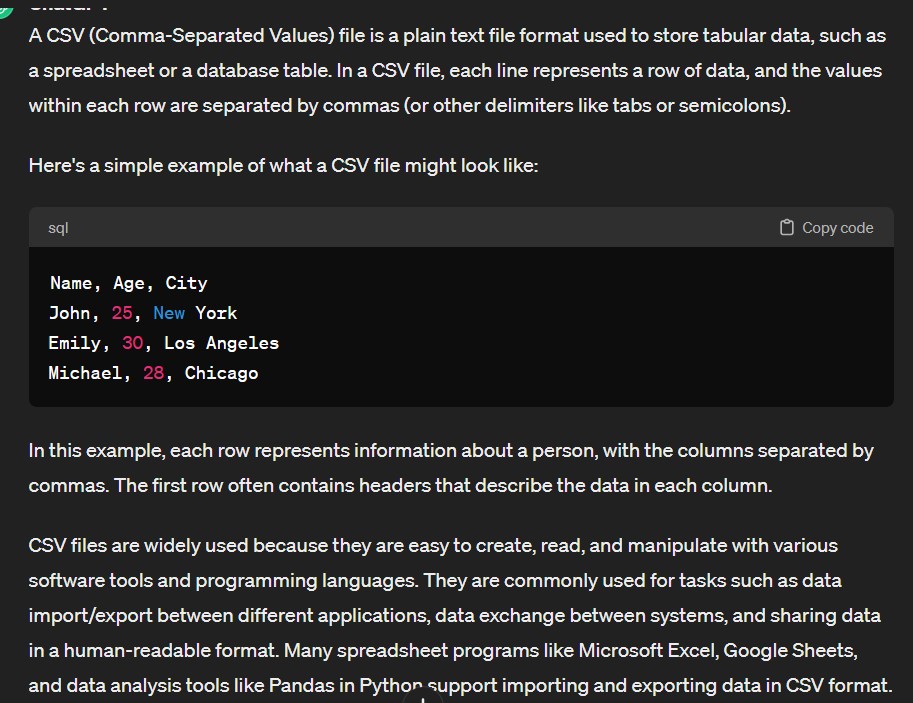 A CSV (Comma-Separated Values) file is a plain text file format used to store tabular data, such as
a spreadsheet or a database table. In a CSV file, each line represents a row of data, and the values
within each row are separated by commas (or other delimiters like tabs or semicolons).
Here's a simple example of what a CSV file might look like:
sql
Copy code
Name, Age, City
John, 25, New York
Emily, 30, Los Angeles
Michael, 28, Chicago
In this example, each row represents information about a person, with the columns separated by
commas. The first row often contains headers that describe the data in each column.
CSV files are widely used because they are easy to create, read, and manipulate with various
software tools and programming languages. They are commonly used for tasks such as data
import/export between different applications, data exchange between systems, and sharing data
in a human-readable format. Many spreadsheet programs like Microsoft Excel, Google Sheets,
and data analysis tools like Pandas in Python support importing and exporting data in CSV format.